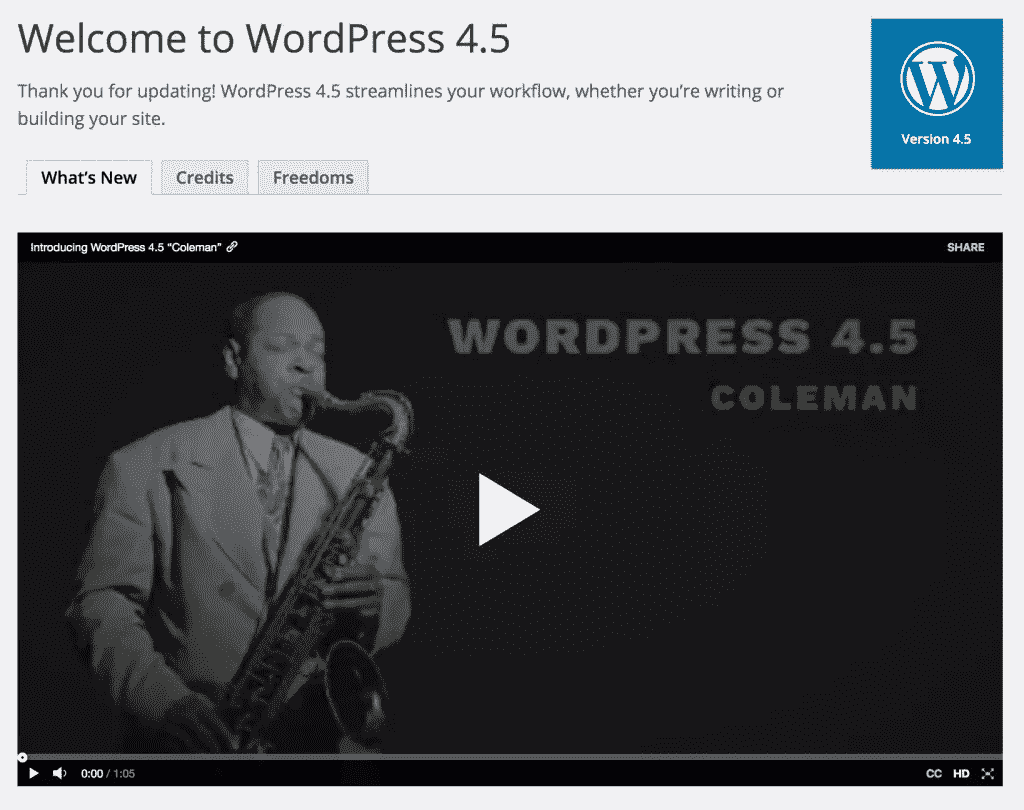 Welcome to WordPress 4.5
Thank you for updating! WordPress 4.5 streamlines your workflow, whether you’re writing or
building your site.
Version 4.5
What’s New
Credits
Freedoms
Introducing WordPress 4.5 “Coleman”
SHARE
WORDPRESS 4.5
COLEMAN
0:00 / 1:05
CC HD